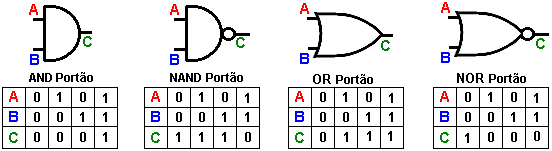 A B C
A B C
A B C
A B C
AND Portão
NAND Portão
OR Portão
NOR Portão
A 0 1 0 1
B 0 0 1 1
C 0 0 0 1
A 0 1 0 1
B 0 0 1 1
C 1 1 1 0
A 0 1 0 1
B 0 0 1 1
C 0 1 1 1
A 0 1 0 1
B 0 0 1 1
C 1 0 0 0